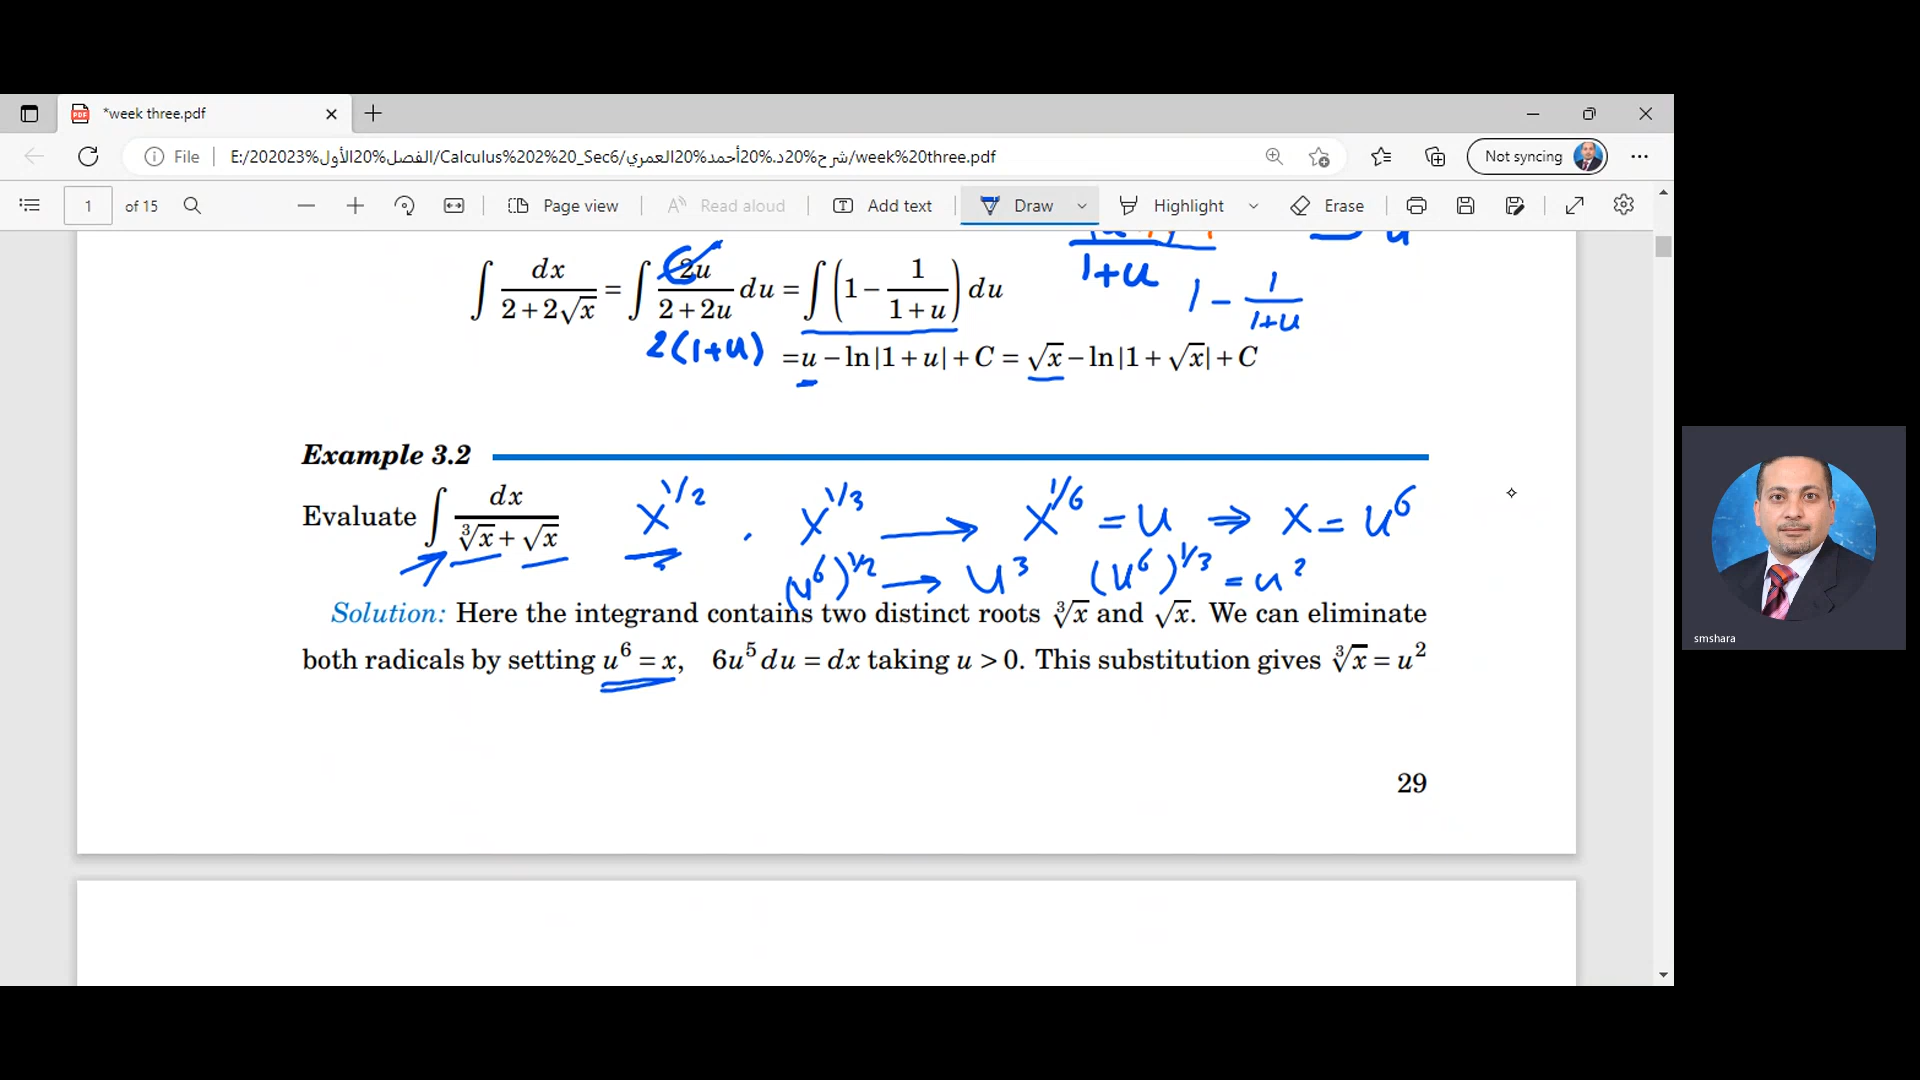 *week three.pdf
File | E:/202023%الفصل%20الأول/Calculus%202%20_Sec6/شرح%20د.%20أحمد%20العمري/week%20three.pdf
Not syncing
1 of 15
Page view
Read aloud
Add text
Draw
Highlight
Erase
1+u
∫ dx/(2+2√x) = ∫ 2u/(2+2u) du = ∫ (1 − 1/(1+u)) du
1 − 1/(1+u)
2(1+u)
= u − ln|1+u| + C = √x − ln|1+√x| + C
Example 3.2
Evaluate ∫ dx/(∛x + √x)
x^1/2 , x^1/3 → x^1/6 = u ⇒ x = u^6
(u^6)^1/2 → u^3 (u^6)^1/3 = u^2
Solution: Here the integrand contains two distinct roots ∛x and √x. We can eliminate
both radicals by setting u^6 = x, 6u^5 du = dx taking u > 0. This substitution gives ∛x = u^2
29
smshara